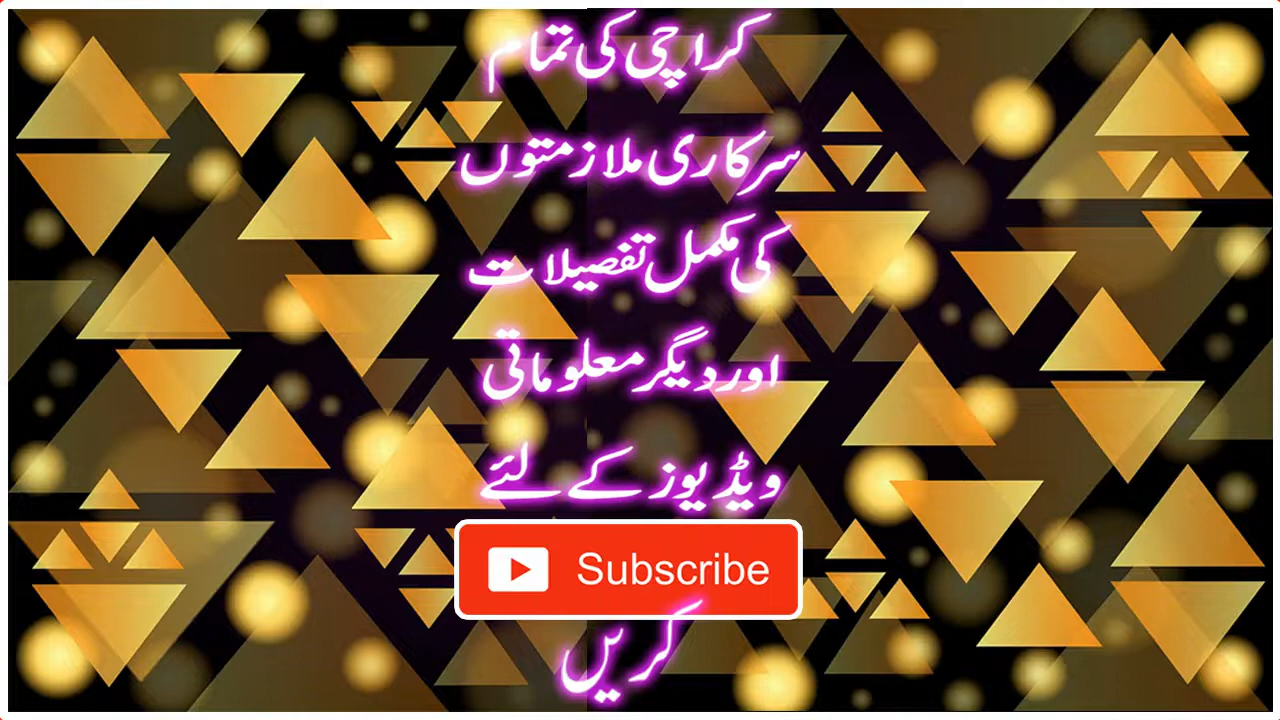 کراچی کی تمام
سرکاری ملازمتوں
کی مکمل تفصیلات
اور دیگر معلوماتی
ویڈیوز کے لئے
Subscribe
کریں